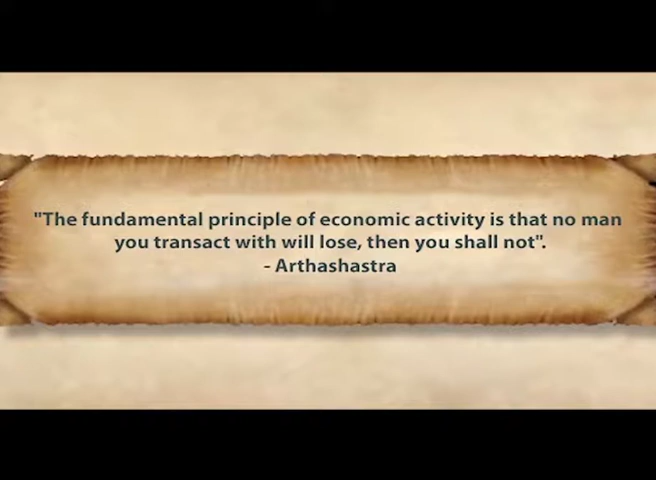 "The fundamental principle of economic activity is that no man
you transact with will lose, then you shall not".
- Arthashastra